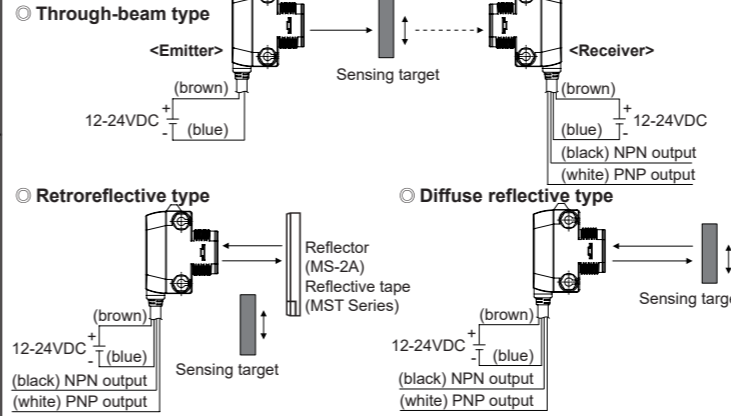 ◎ Through-beam type
<Emitter>
(brown)
+
12-24VDC
-
(blue)
Sensing target
<Receiver>
(brown)
+
12-24VDC
-
(blue)
(black) NPN output
(white) PNP output
◎ Retroreflective type
Reflector
(MS-2A)
Reflective tape
(MST Series)
(brown)
+
12-24VDC
-
(blue)
Sensing target
(black) NPN output
(white) PNP output
◎ Diffuse reflective type
Sensing targe
(brown)
+
12-24VDC
-
(blue)
(black) NPN output
(white) PNP output